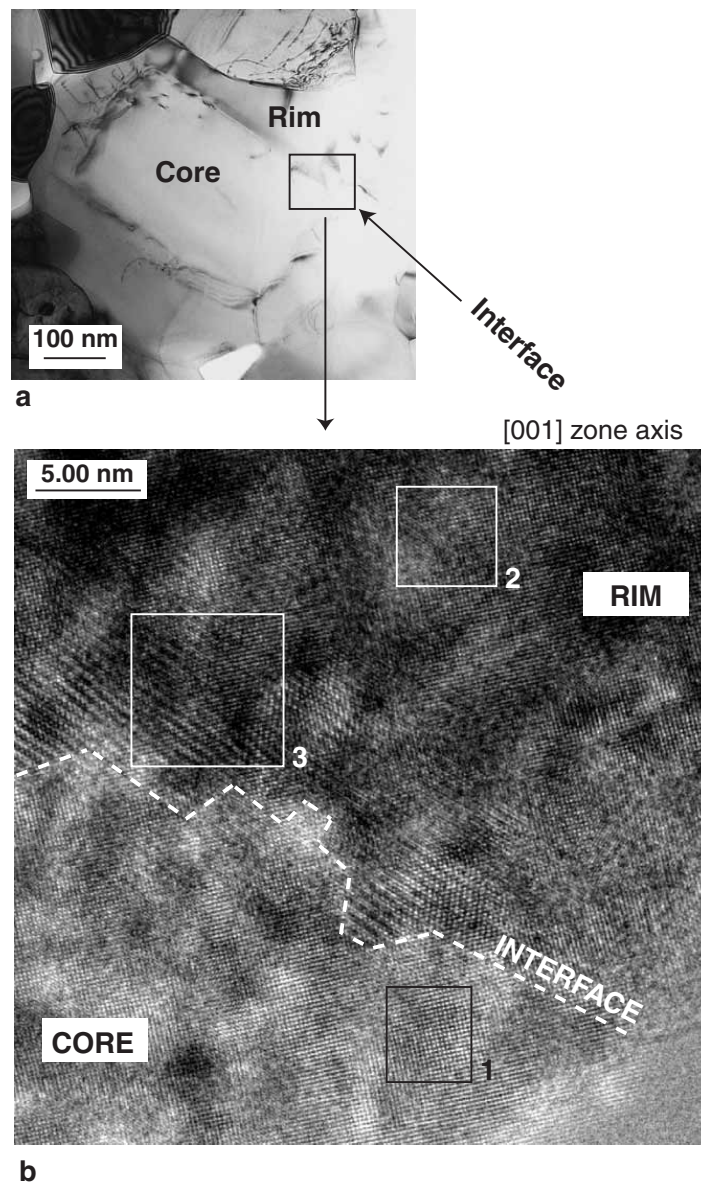 Rim
Core
100 nm
Interface
a
[001] zone axis
5.00 nm
2
RIM
3
INTERFACE
CORE
1
b